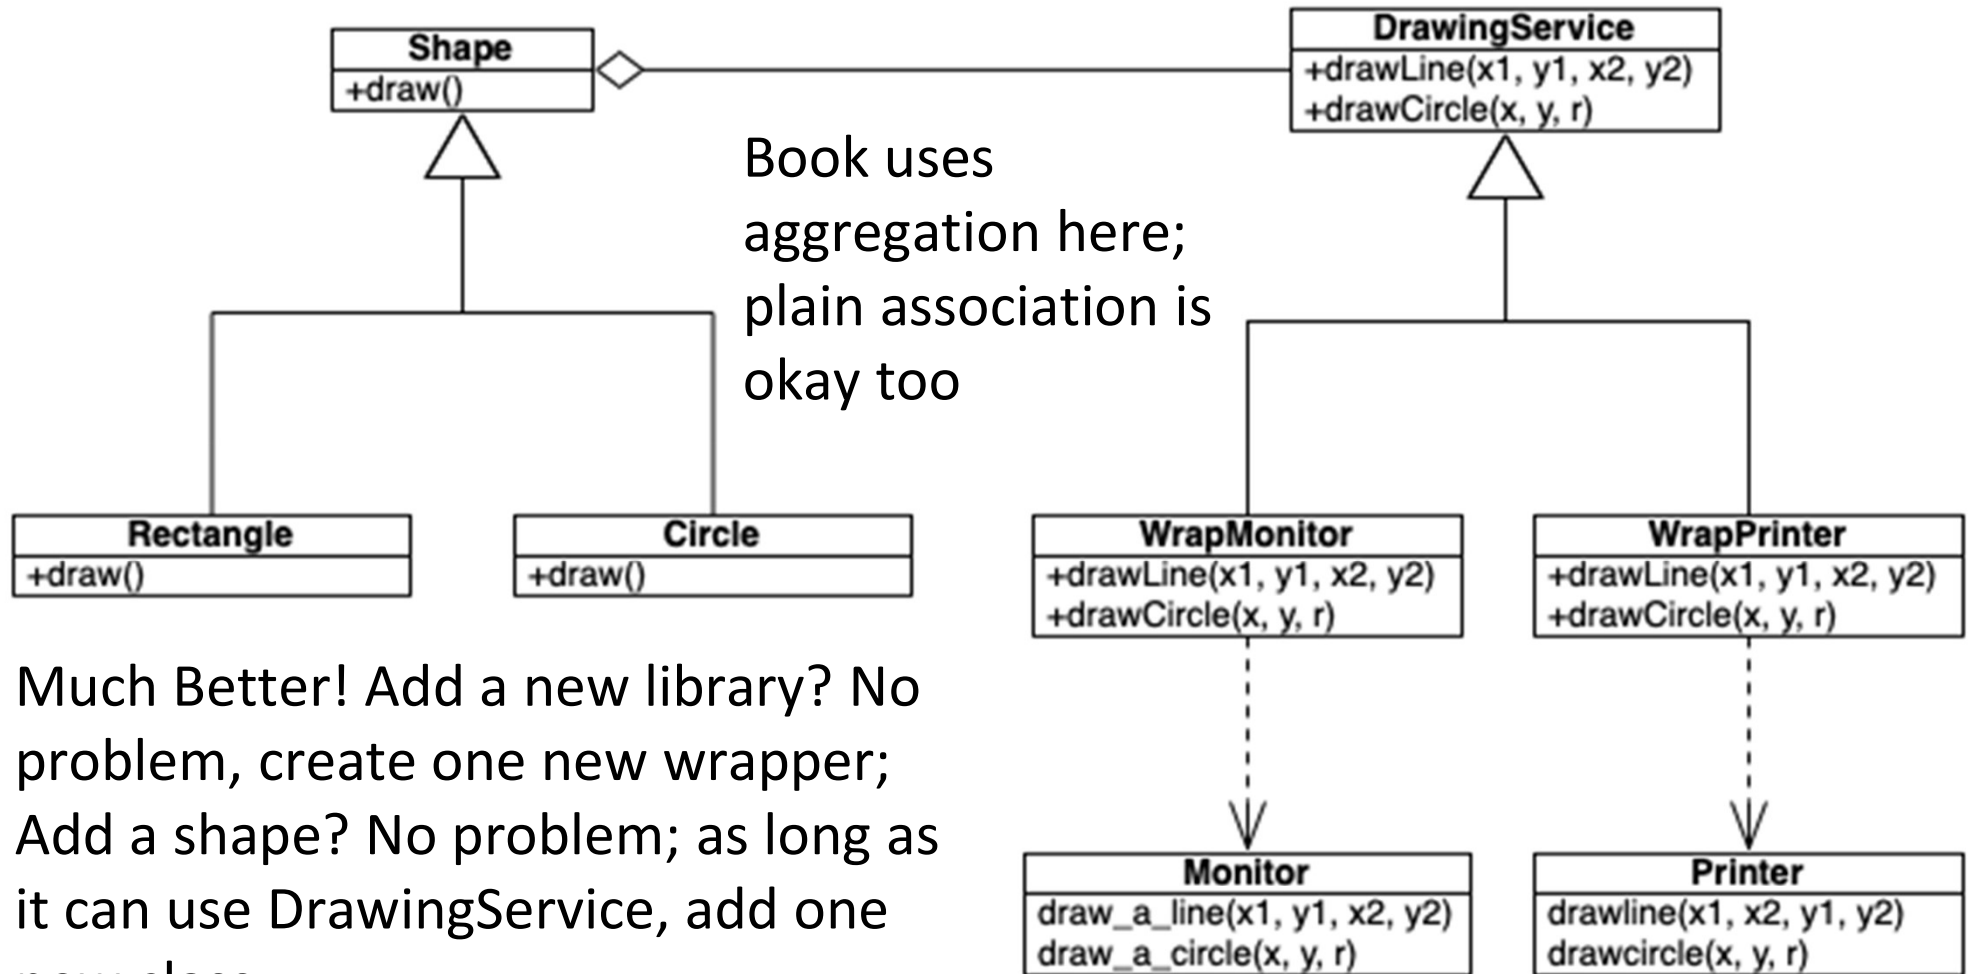 Shape
+draw()
DrawingService
+drawLine(x1, y1, x2, y2)
+drawCircle(x, y, r)
Book uses
aggregation here;
plain association is
okay too
Rectangle
+draw()
Circle
+draw()
WrapMonitor
+drawLine(x1, y1, x2, y2)
+drawCircle(x, y, r)
WrapPrinter
+drawLine(x1, y1, x2, y2)
+drawCircle(x, y, r)
Much Better! Add a new library? No
problem, create one new wrapper;
Add a shape? No problem; as long as
it can use DrawingService, add one
Monitor
draw_a_line(x1, y1, x2, y2)
draw_a_circle(x, y, r)
Printer
drawline(x1, x2, y1, y2)
drawcircle(x, y, r)